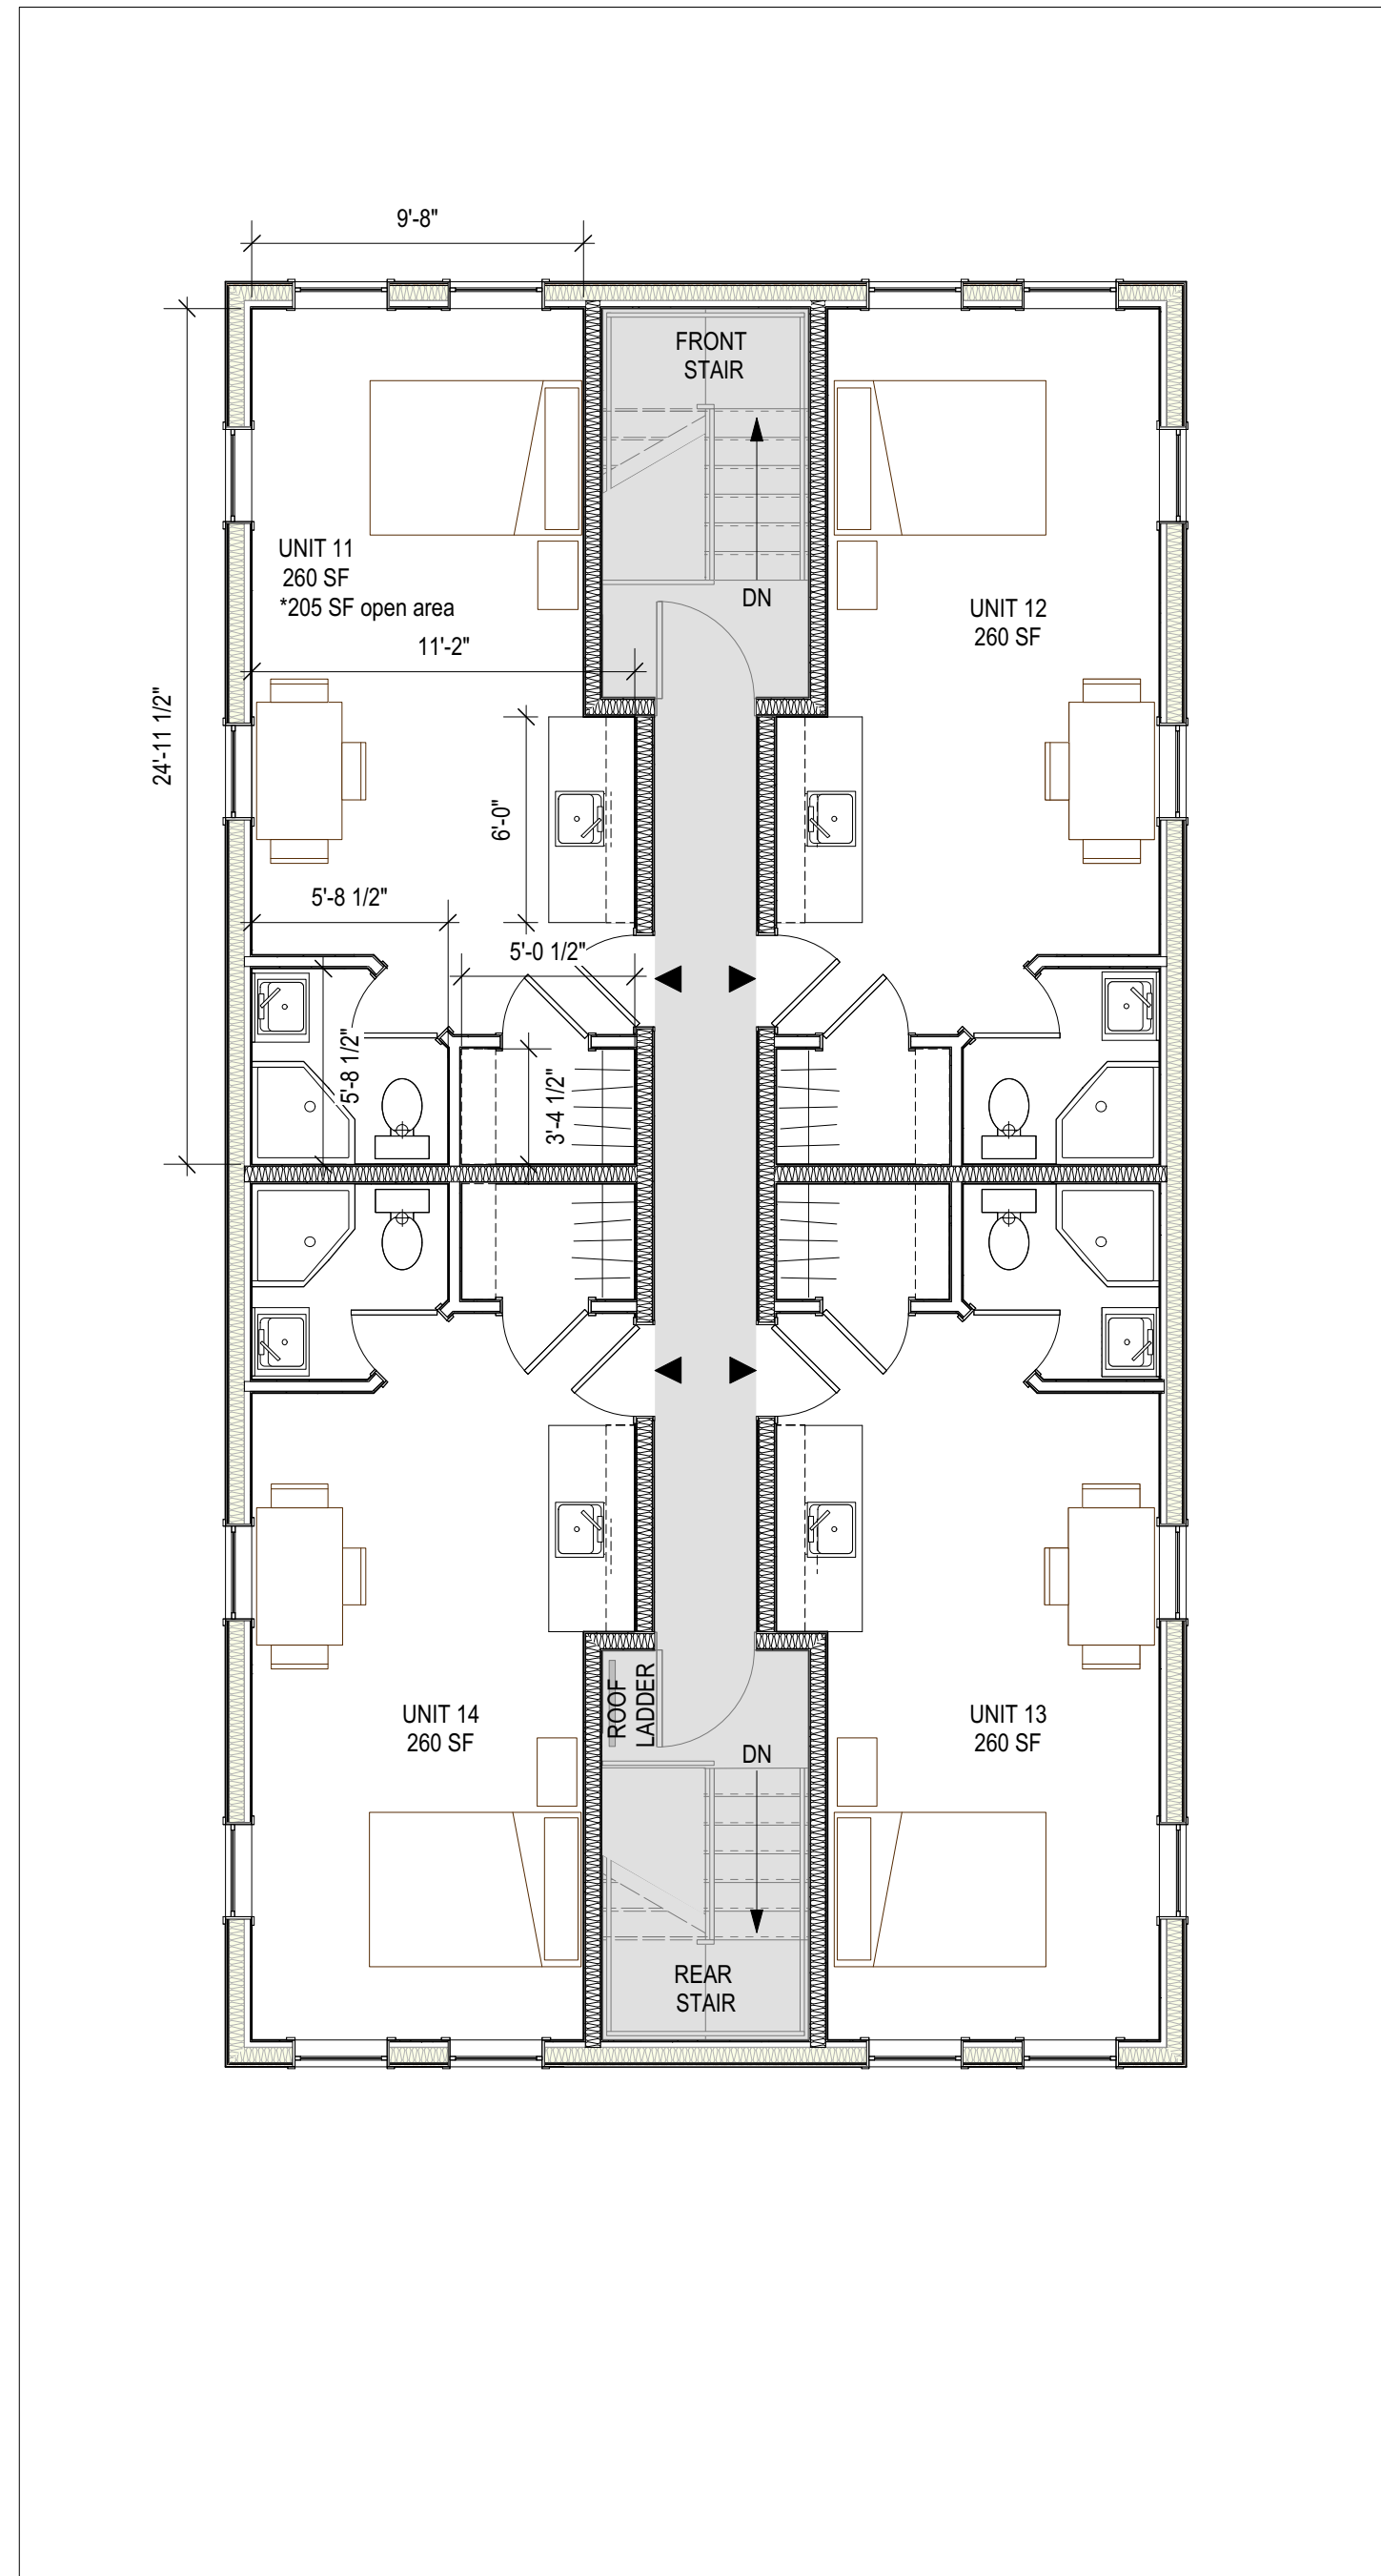 9'-8"
FRONT
STAIR
UNIT 11
260 SF
*205 SF open area
DN
UNIT 12
260 SF
11'-2"
24'-11 1/2"
6'-0"
5'-8 1/2"
5'-0 1/2"
5'-8 1/2"
3'-4 1/2"
ROOF
LADDER
UNIT 14
260 SF
UNIT 13
260 SF
DN
REAR
STAIR